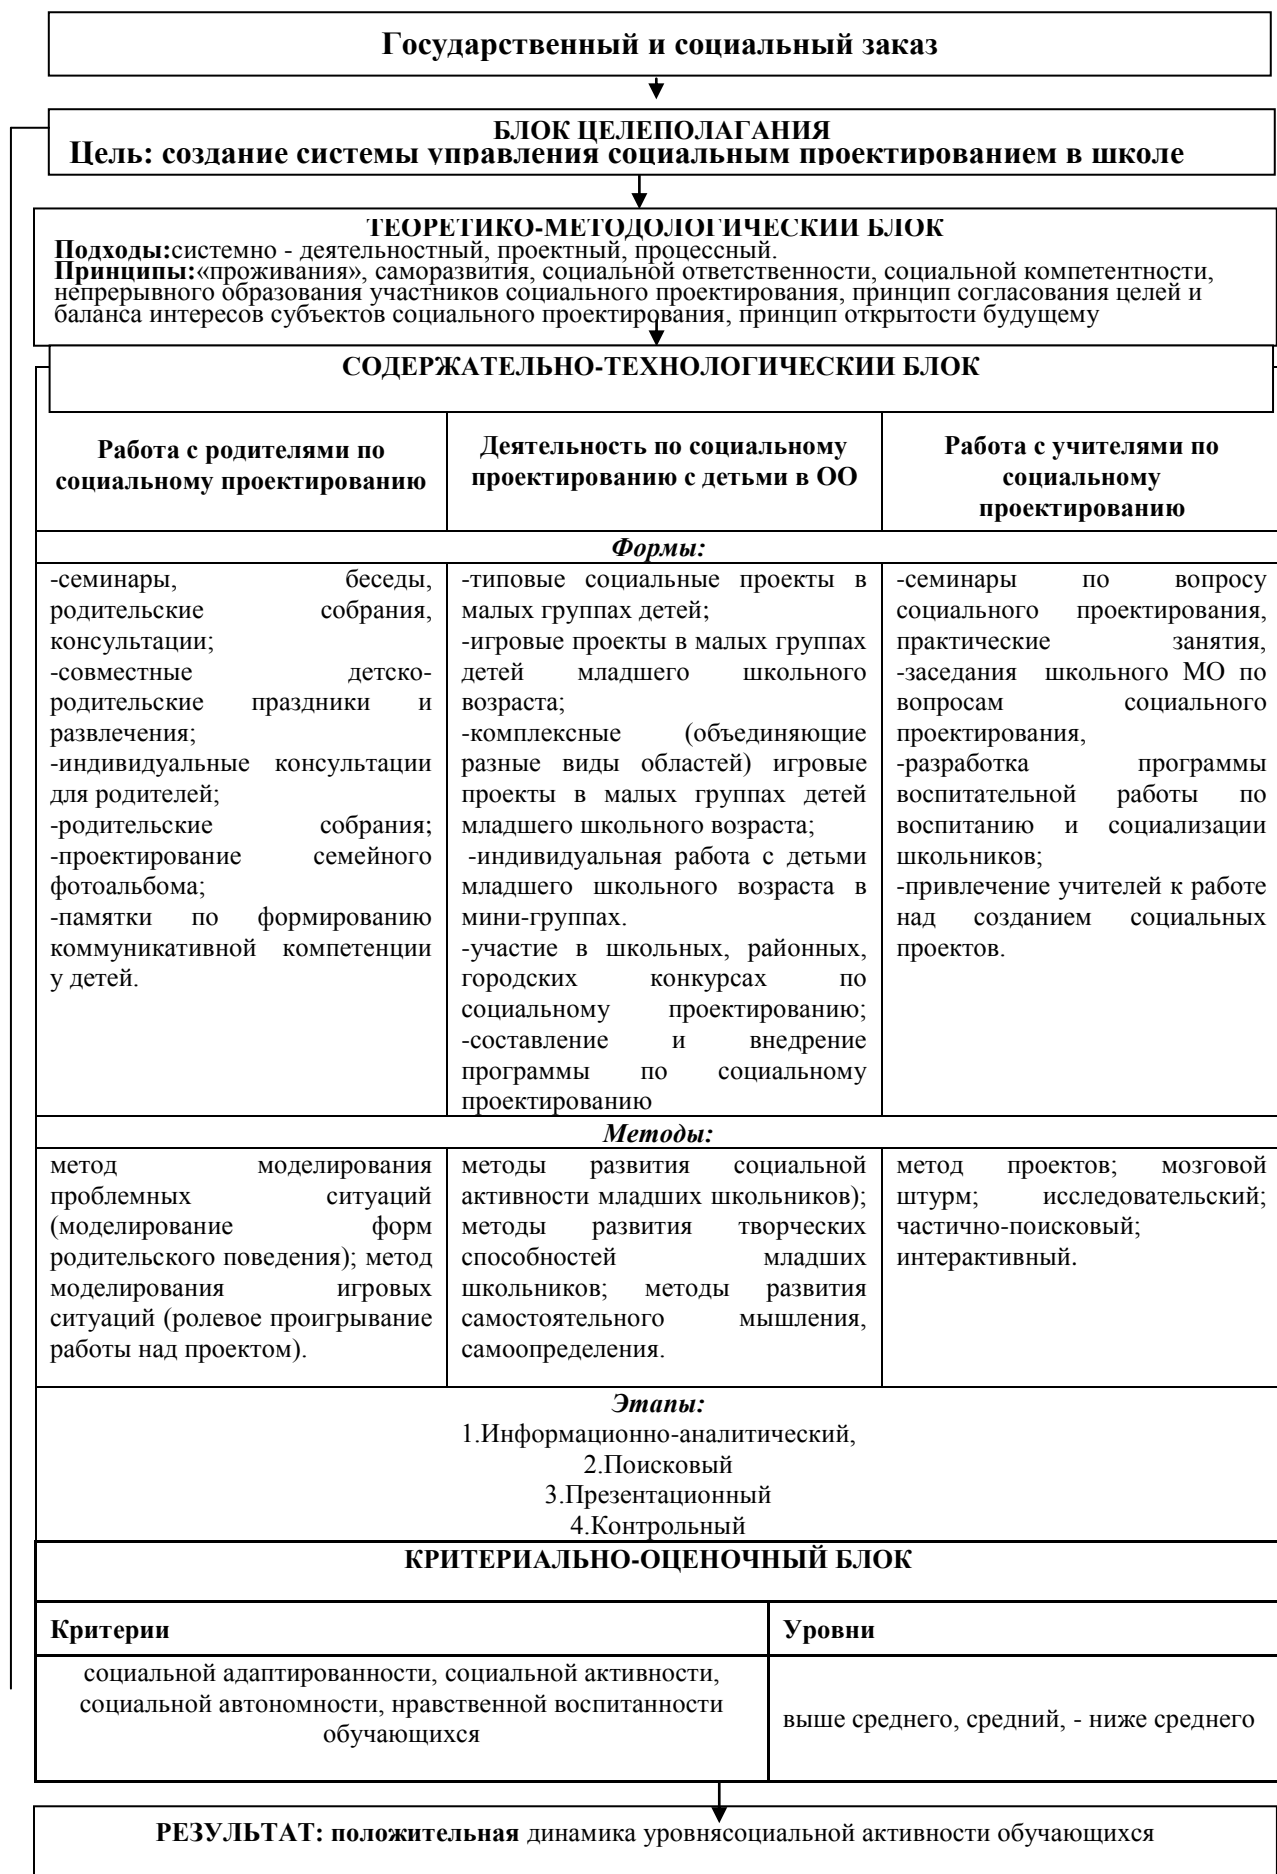 Государственный и социальный заказ
БЛОК ЦЕЛЕПОЛАГАНИЯ
Цель: создание системы управления социальным проектированием в школе
ТЕОРЕТИКО-МЕТОДОЛОГИЧЕСКИЙ БЛОК
Подходы:системно - деятельностный, проектный, процессный.
Принципы:«проживания», саморазвития, социальной ответственности, социальной компетентности,
непрерывного образования участников социального проектирования, принцип согласования целей и
баланса интересов субъектов социального проектирования, принцип открытости будущему
СОДЕРЖАТЕЛЬНО-ТЕХНОЛОГИЧЕСКИЙ БЛОК
Работа с родителями по
социальному проектированию
Деятельность по социальному
проектированию с детьми в ОО
Работа с учителями по
социальному
проектированию
Формы:
-семинары, беседы,
родительские собрания,
консультации;
-совместные детско-
родительские праздники и
развлечения;
-индивидуальные консультации
для родителей;
-родительские собрания;
-проектирование семейного
фотоальбома;
-памятки по формированию
коммуникативной компетенции
у детей.
-типовые социальные проекты в
малых группах детей;
-игровые проекты в малых группах
детей младшего школьного
возраста;
-комплексные (объединяющие
разные виды областей) игровые
проекты в малых группах детей
младшего школьного возраста;
-индивидуальная работа с детьми
младшего школьного возраста в
мини-группах.
-участие в школьных, районных,
городских конкурсах по
социальному проектированию;
-составление и внедрение
программы по социальному
проектированию
-семинары по вопросу
социального проектирования,
практические занятия,
-заседания школьного МО по
вопросам социального
проектирования,
-разработка программы
воспитательной работы по
воспитанию и социализации
школьников;
-привлечение учителей к работе
над созданием социальных
проектов.
Методы:
метод моделирования
проблемных ситуаций
(моделирование форм
родительского поведения); метод
моделирования игровых
ситуаций (ролевое проигрывание
работы над проектом).
методы развития социальной
активности младших школьников);
методы развития творческих
способностей младших
школьников; методы развития
самостоятельного мышления,
самоопределения.
метод проектов; мозговой
штурм; исследовательский;
частично-поисковый;
интерактивный.
Этапы:
1.Информационно-аналитический,
2.Поисковый
3.Презентационный
4.Контрольный
КРИТЕРИАЛЬНО-ОЦЕНОЧНЫЙ БЛОК
Критерии
Уровни
социальной адаптированности, социальной активности,
социальной автономности, нравственной воспитанности
обучающихся
выше среднего, средний, - ниже среднего
РЕЗУЛЬТАТ: положительная динамика уровнясоциальной активности обучающихся